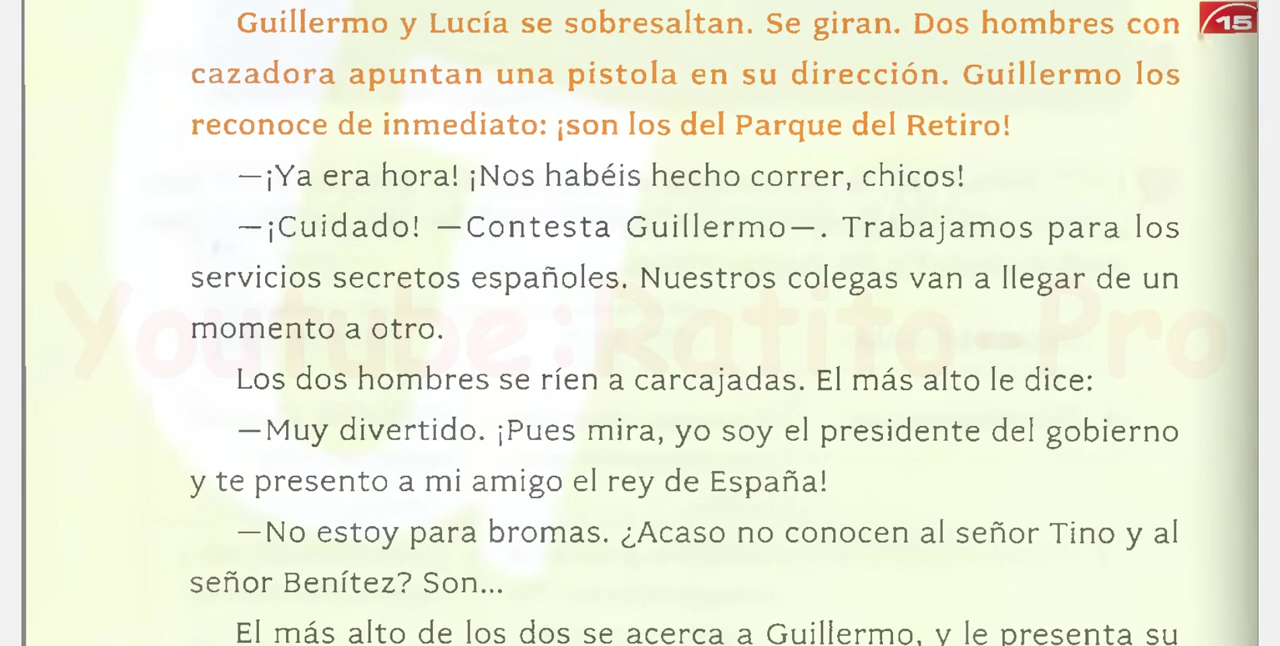 Guillermo y Lucía se sobresaltan. Se giran. Dos hombres con
15
cazadora apuntan una pistola en su dirección. Guillermo los
reconoce de inmediato: ¡son los del Parque del Retiro!
—¡Ya era hora! ¡Nos habéis hecho correr, chicos!
—¡Cuidado! —Contesta Guillermo—. Trabajamos para los
servicios secretos españoles. Nuestros colegas van a llegar de un
momento a otro.
Youtube:Ratito-Pro
Los dos hombres se ríen a carcajadas. El más alto le dice:
—Muy divertido. ¡Pues mira, yo soy el presidente del gobierno
y te presento a mi amigo el rey de España!
—No estoy para bromas. ¿Acaso no conocen al señor Tino y al
señor Benítez? Son...
El más alto de los dos se acerca a Guillermo, y le presenta su